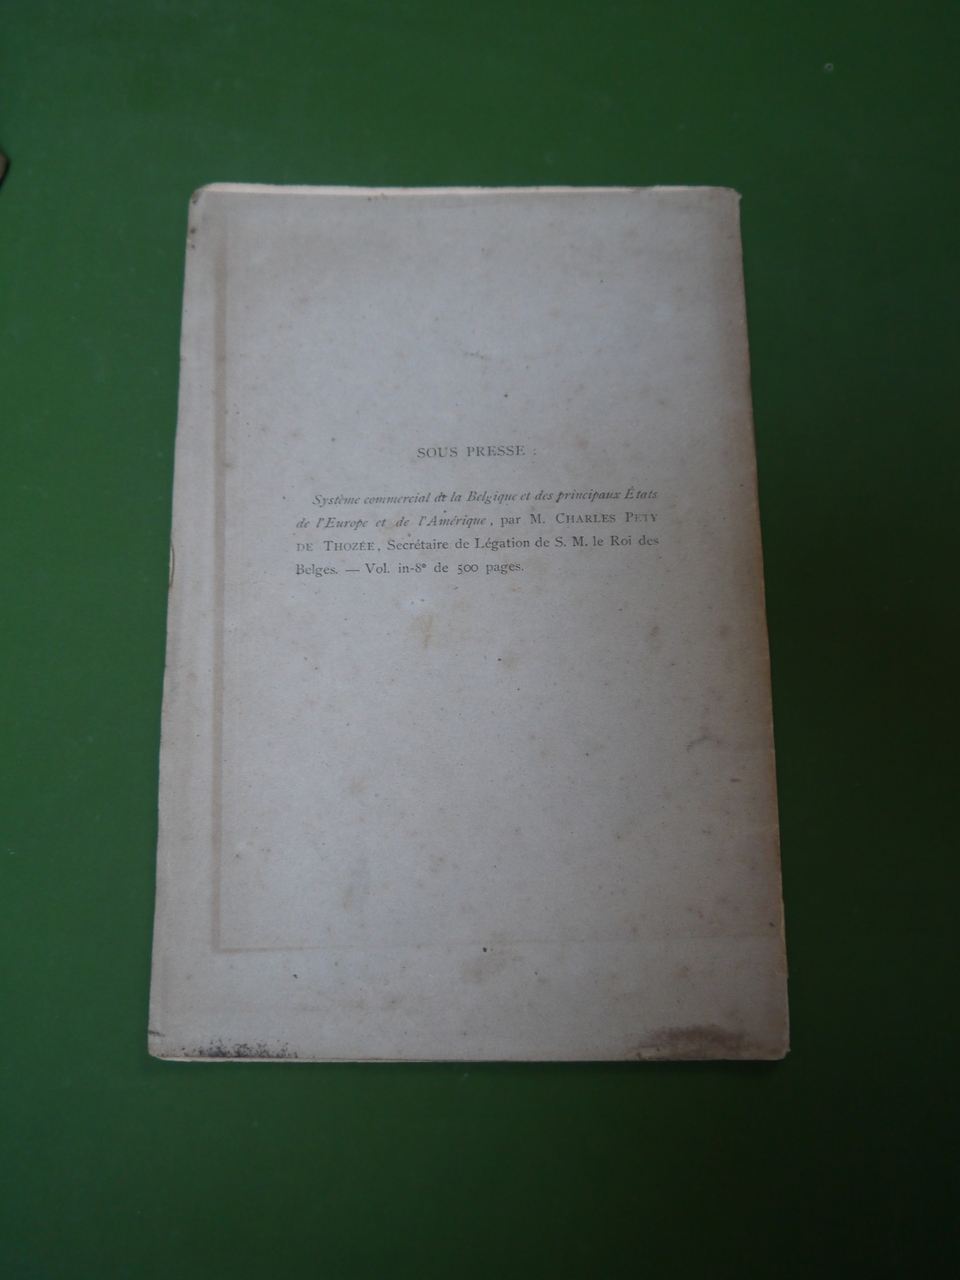 SOUS PRESSE :
Système commercial de la Belgique et des principaux États
de l'Europe et de l'Amérique, par M. CHARLES PETY
DE THOZÉE, Secrétaire de Légation de S. M. le Roi des
Belges. — Vol. in-8º de 500 pages.